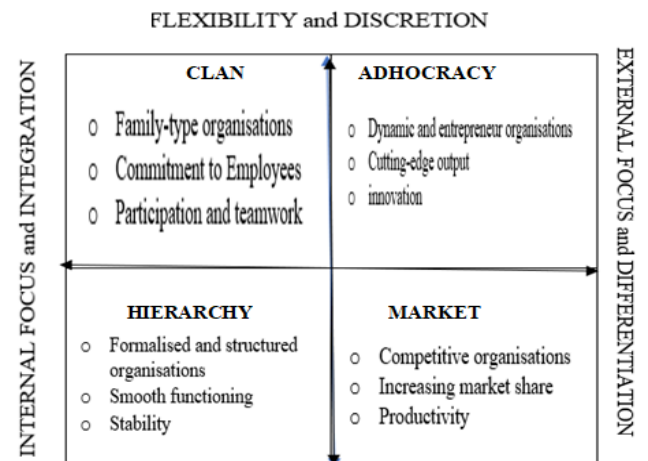 FLEXIBILITY and DISCRETION
INTERNAL FOCUS and INTEGRATION
CLAN
o Family-type organisations
o Commitment to Employees
o Participation and teamwork
ADHOCRACY
o Dynamic and entrepreneur organisations
o Cutting-edge output
o innovation
HIERARCHY
o Formalised and structured
organisations
o Smooth functioning
o Stability
MARKET
o Competitive organisations
o Increasing market share
o Productivity
EXTERNAL FOCUS and DIFFERENTIATION